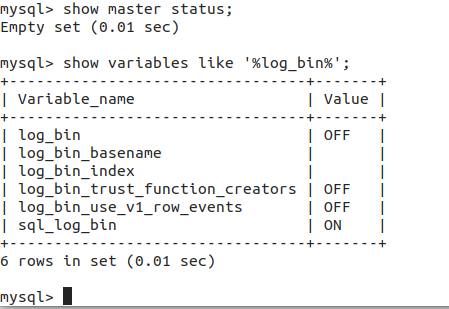 mysql> show master status;
Empty set (0.01 sec)
mysql> show variables like '%log_bin%';
+---------------------------------+-------+
| Variable_name                   | Value |
+---------------------------------+-------+
| log_bin                         | OFF   |
| log_bin_basename                |       |
| log_bin_index                   |       |
| log_bin_trust_function_creators | OFF   |
| log_bin_use_v1_row_events       | OFF   |
| sql_log_bin                     | ON    |
+---------------------------------+-------+
6 rows in set (0.01 sec)
mysql>